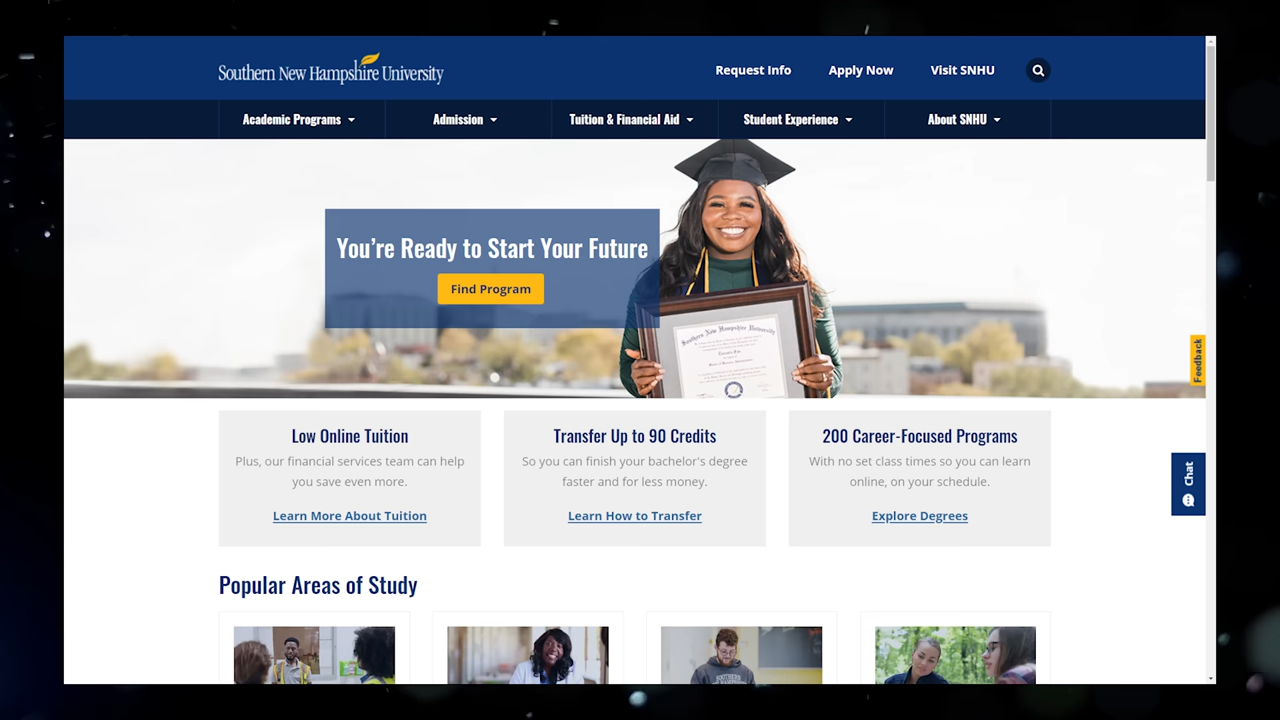 Southern New Hampshire University
Request Info
Apply Now
Visit SNHU
Academic Programs
Admission
Tuition & Financial Aid
Student Experience
About SNHU
You're Ready to Start Your Future
Find Program
Southern New Hampshire University
Feedback
Chat
Low Online Tuition
Plus, our financial services team can help
you save even more.
Learn More About Tuition
Transfer Up to 90 Credits
So you can finish your bachelor's degree
faster and for less money.
Learn How to Transfer
200 Career-Focused Programs
With no set class times so you can learn
online, on your schedule.
Explore Degrees
Popular Areas of Study